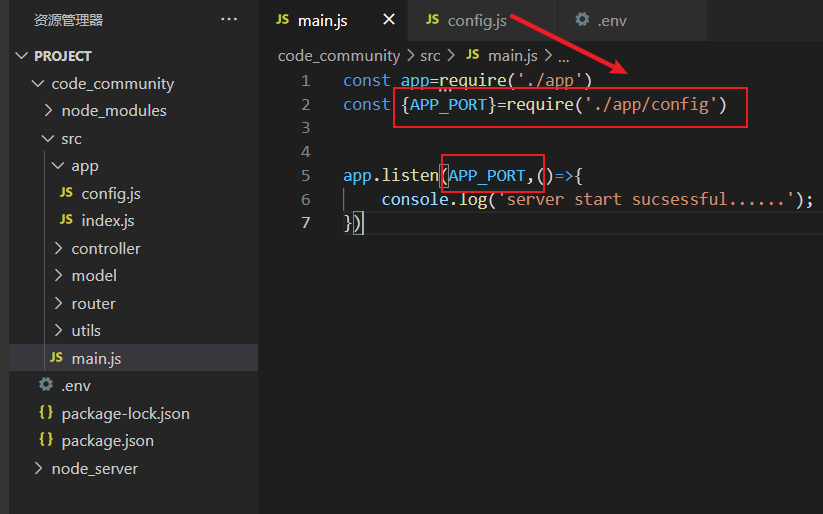 资源管理器 ...
PROJECT
code_community
node_modules
src
app
JS config.js
JS index.js
controller
model
router
utils
JS main.js
.env
{} package-lock.json
{} package.json
node_server
JS main.js
JS config.js
.env
code_community > src > JS main.js > ...
1 const app=require('./app')
2 const {APP_PORT}=require('./app/config')
3
4
5 app.listen(APP_PORT,()=>{
6 console.log('server start sucsessful......');
7 })